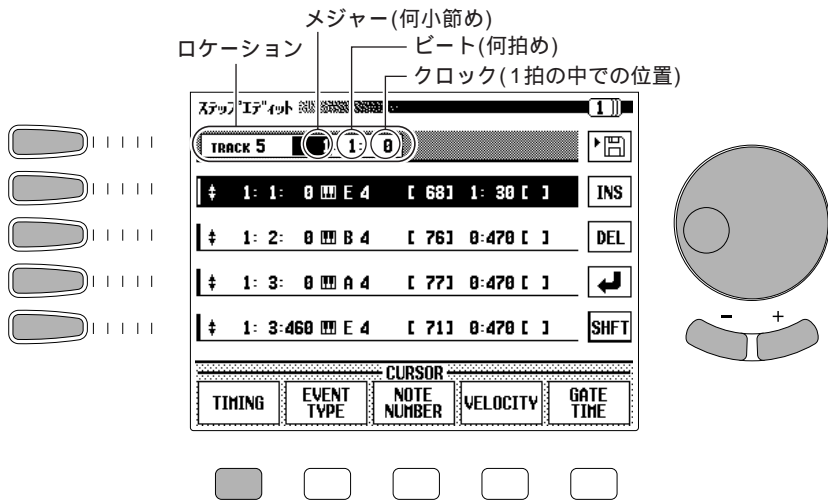 メジャー(何小節め)
ロケーション
ビート(何拍め)
クロック(1拍の中での位置)
ステップエディット
1
TRACK 5 1: 0
1: 1: 0 E 4 [ 68] 1: 30 [ ]
INS
1: 2: 0 B 4 [ 76] 0:470 [ ]
DEL
1: 3: 0 A 4 [ 77] 0:470 [ ]
1: 3:460 E 4 [ 71] 0:470 [ ]
SHFT
- +
CURSOR
TIMING
EVENT TYPE
NOTE NUMBER
VELOCITY
GATE TIME